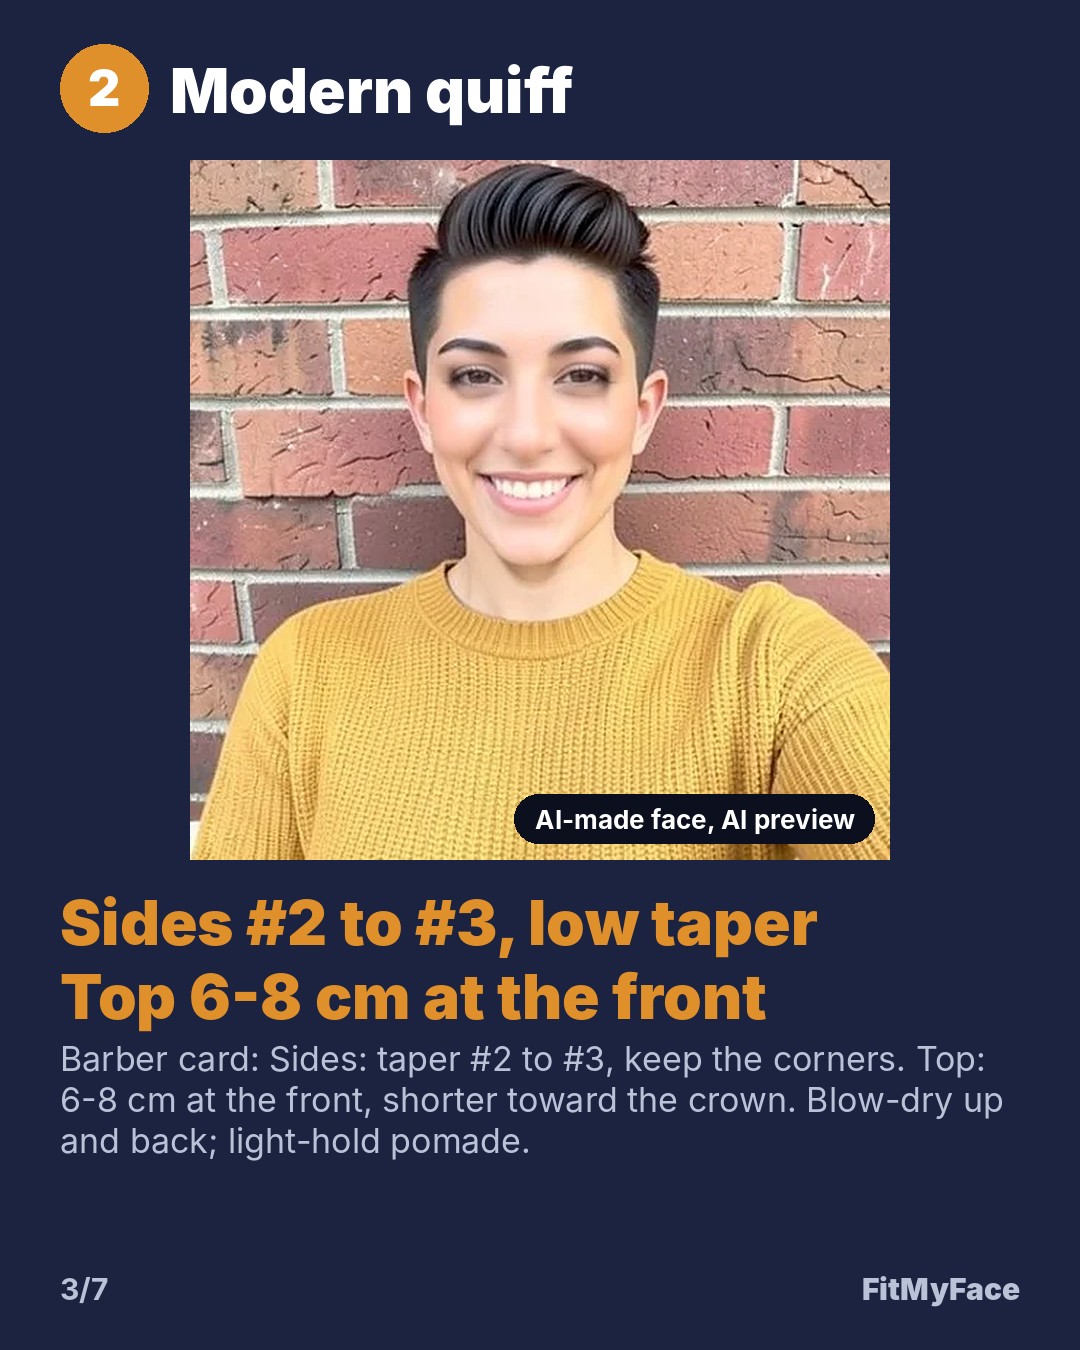 2 Modern quiff
AI-made face, AI preview
Sides #2 to #3, low taper
Top 6-8 cm at the front
Barber card: Sides: taper #2 to #3, keep the corners. Top:
6-8 cm at the front, shorter toward the crown. Blow-dry up
and back; light-hold pomade.
3/7 FitMyFace